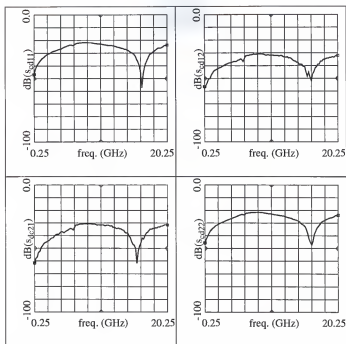 0.0
dB(s_cd11)
-100
0.25 freq. (GHz) 20.25
0.0
dB(s_cd12)
-100
0.25 freq. (GHz) 20.25
0.0
dB(s_dc21)
-100
0.25 freq. (GHz) 20.25
0.0
dB(s_cd22)
-100
0.25 freq. (GHz) 20.25